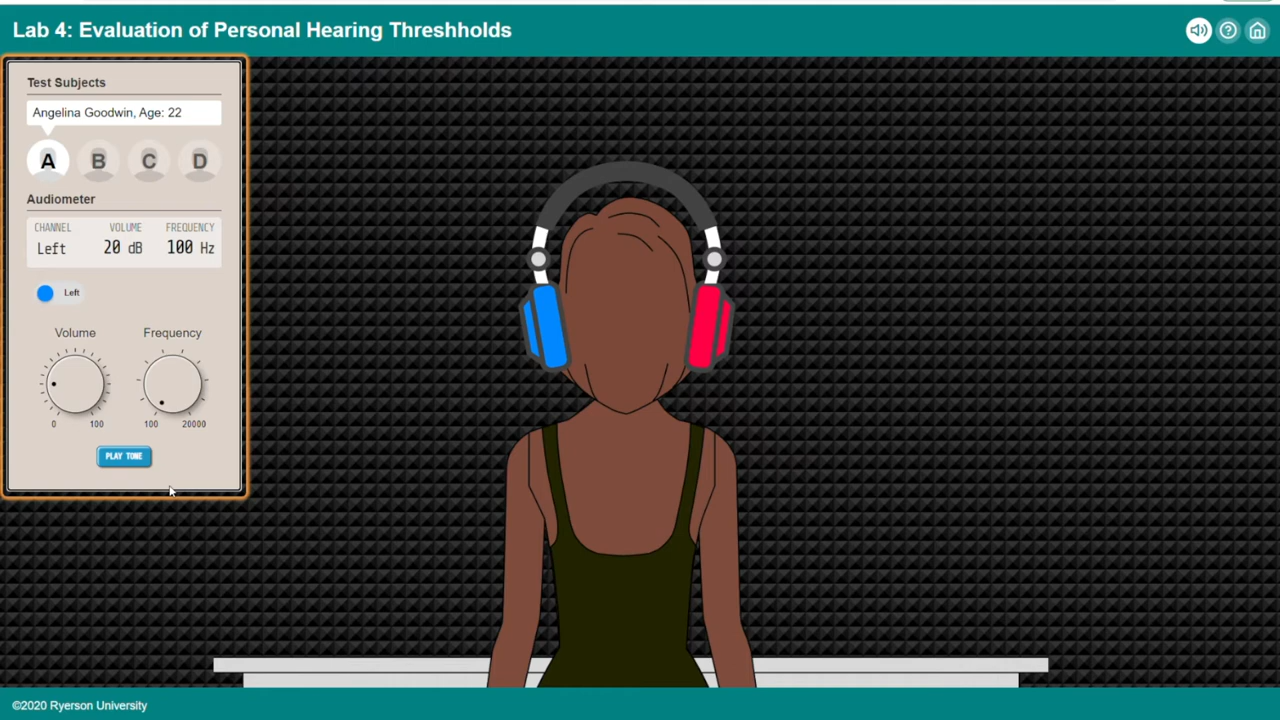 Lab 4: Evaluation of Personal Hearing Threshholds
Test Subjects
Angelina Goodwin, Age: 22
A B C D
Audiometer
CHANNEL VOLUME FREQUENCY
Left 20 dB 100 Hz
Left
Volume Frequency
0 100 100 20000
PLAY TONE
©2020 Ryerson University